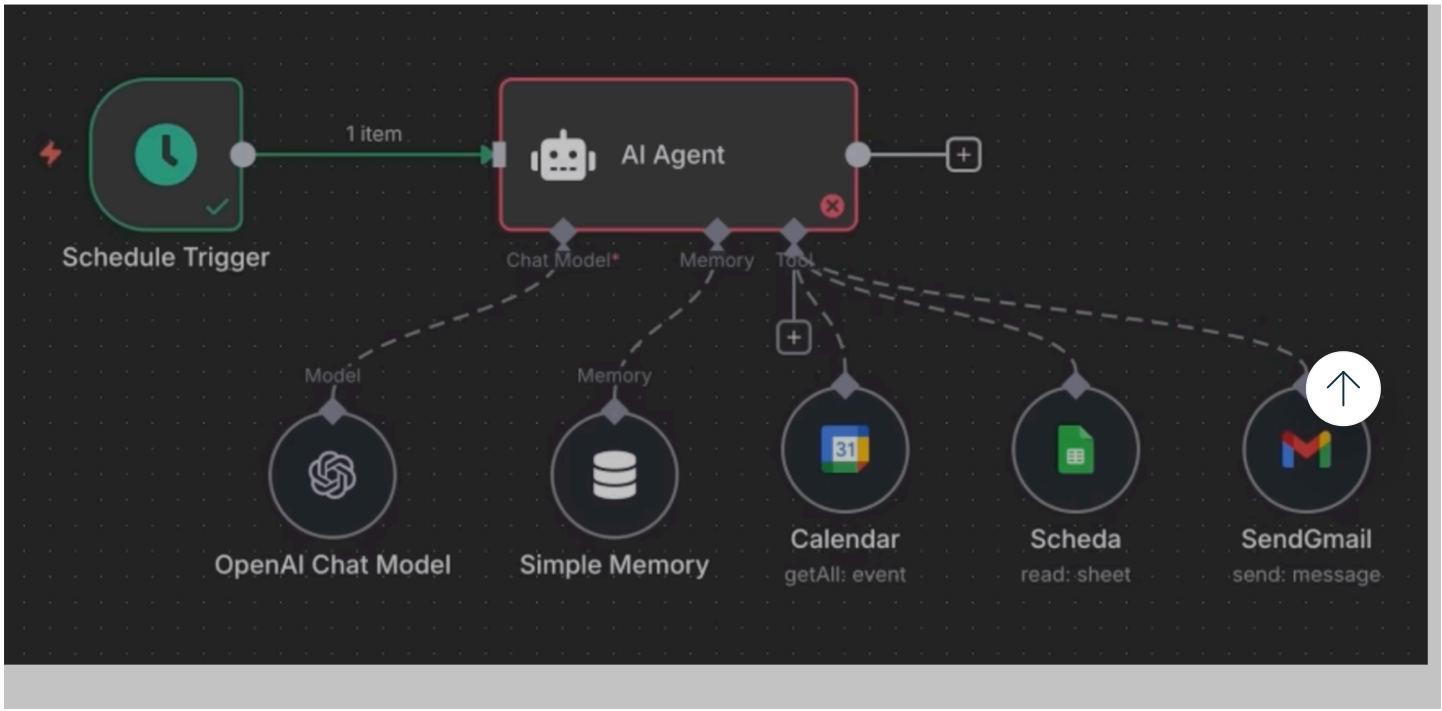 1 item
AI Agent
Schedule Trigger
Chat Model*
Memory
Tool
Model
Memory
31
OpenAI Chat Model
Simple Memory
Calendar
getAll: event
Scheda
read: sheet
SendGmail
send: message